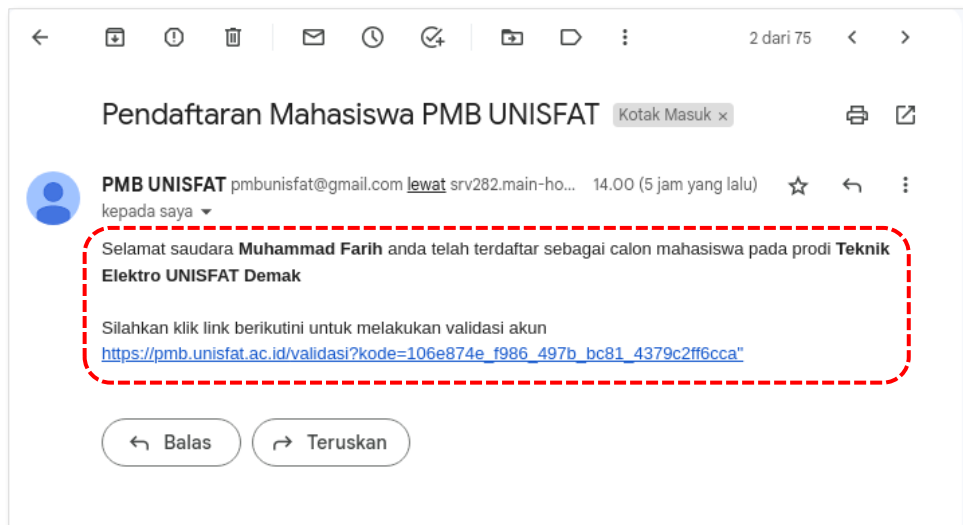 2 dari 75
Pendaftaran Mahasiswa PMB UNISFAT Kotak Masuk ×
PMB UNISFAT pmbunisfat@gmail.com lewat srv282.main-ho... 14.00 (5 jam yang lalu)
kepada saya
Selamat saudara Muhammad Farih anda telah terdaftar sebagai calon mahasiswa pada prodi Teknik
Elektro UNISFAT Demak
Silahkan klik link berikutini untuk melakukan validasi akun
https://pmb.unisfat.ac.id/validasi?kode=106e874e_f986_497b_bc81_4379c2ff6cca"
Balas Teruskan